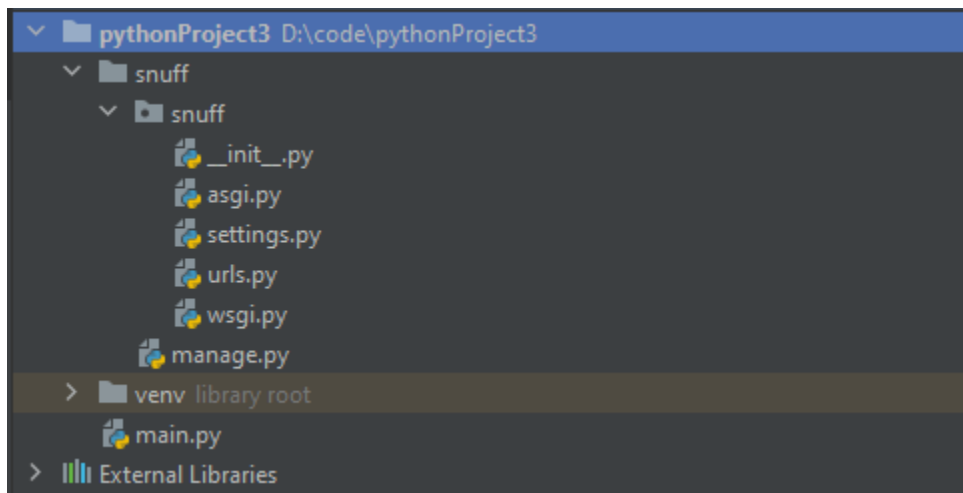 pythonProject3 D:\code\pythonProject3
snuff
snuff
__init__.py
asgi.py
settings.py
urls.py
wsgi.py
manage.py
venv library root
main.py
External Libraries